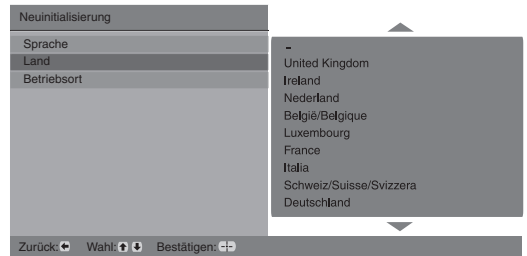 Neuinitialisierung
Sprache
Land
Betriebsort
-
United Kingdom
Ireland
Nederland
België/Belgique
Luxembourg
France
Italia
Schweiz/Suisse/Svizzera
Deutschland
Zurück: Wahl: Bestätigen: